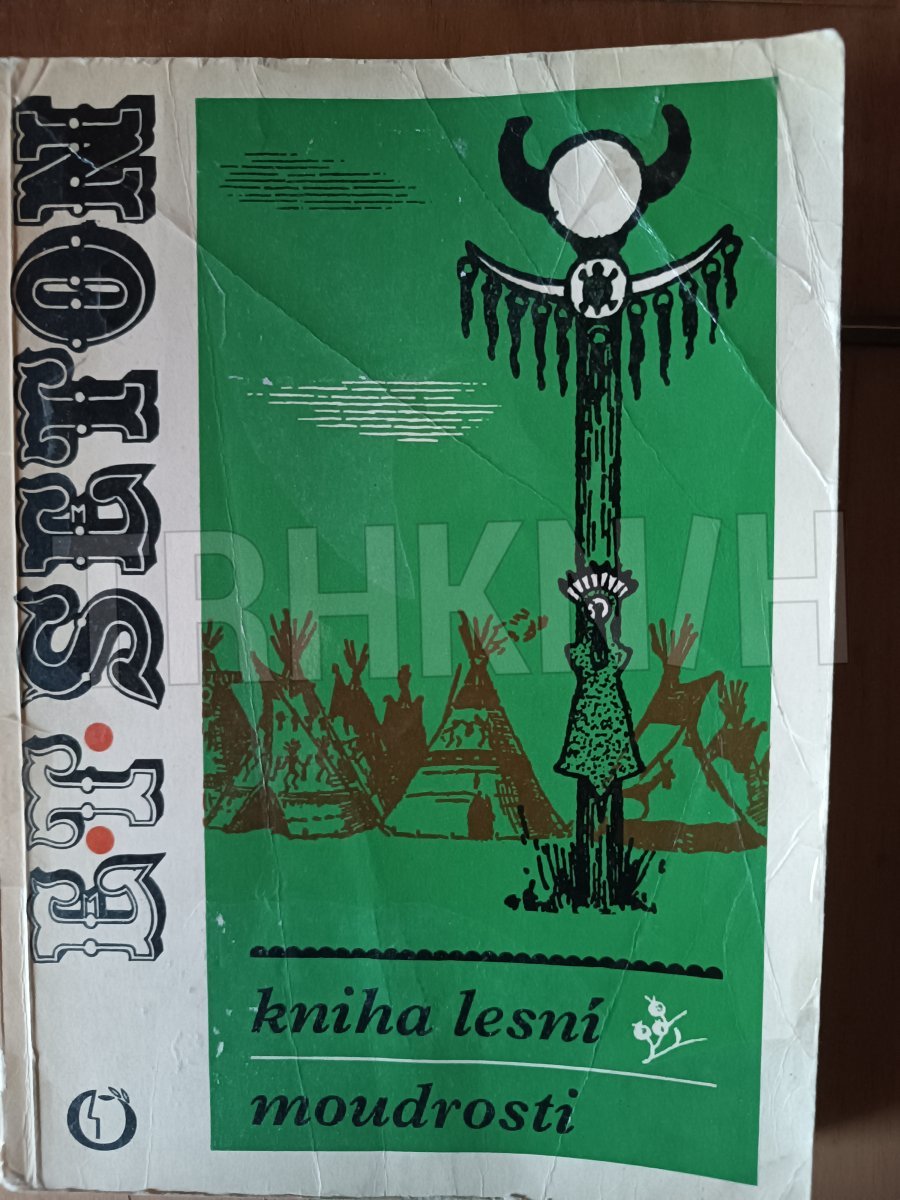 E.T. SETON
TRHKNIH
kniha lesní
moudrosti